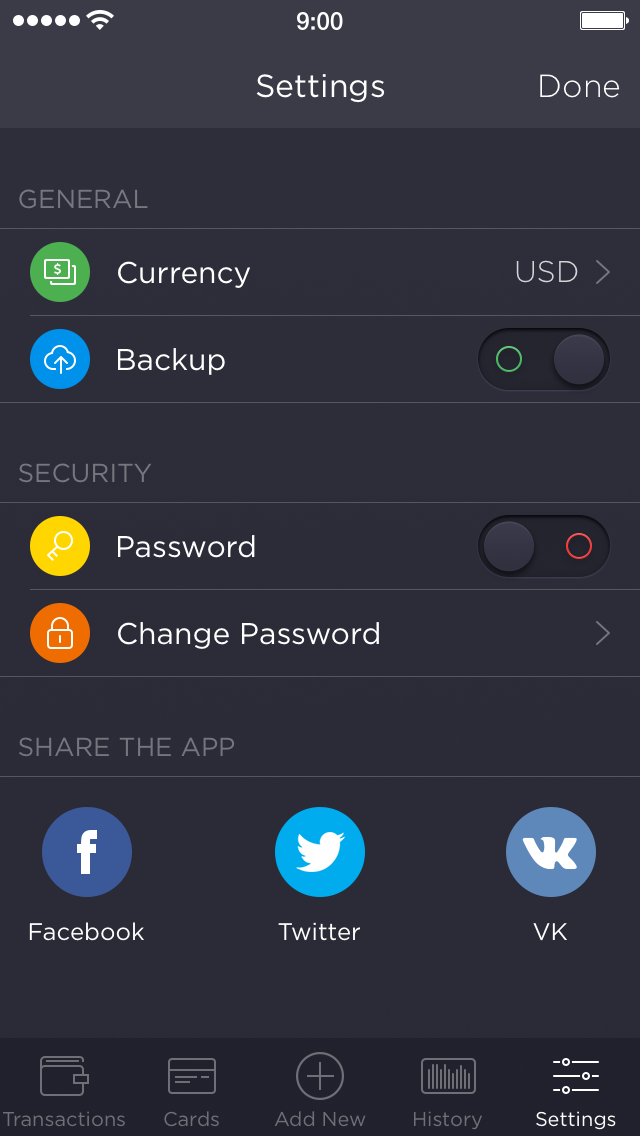 9:00
Settings Done
GENERAL
Currency USD
Backup
SECURITY
Password
Change Password
SHARE THE APP
Facebook Twitter VK
Transactions Cards Add New History Settings